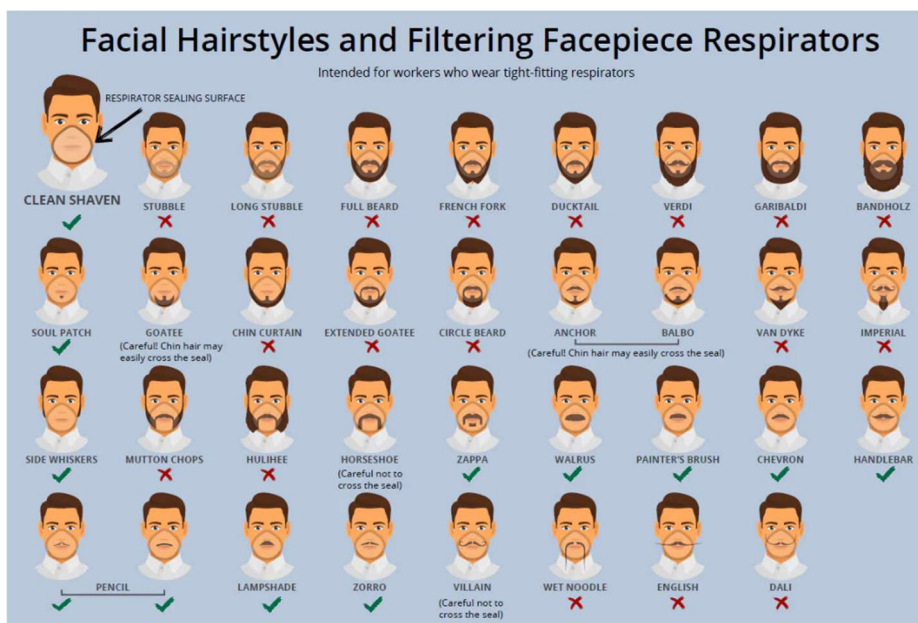 Facial Hairstyles and Filtering Facepiece Respirators
Intended for workers who wear tight-fitting respirators
RESPIRATOR SEALING SURFACE
CLEAN SHAVEN
STUBBLE
LONG STUBBLE
FULL BEARD
FRENCH FORK
DUCKTAIL
VERDI
GARIBALDI
BANDHOLZ
SOUL PATCH
GOATEE
(Careful! Chin hair may
easily cross the seal)
CHIN CURTAIN
EXTENDED GOATEE
CIRCLE BEARD
ANCHOR
BALBO
(Careful! Chin hair may easily cross the seal)
VAN DYKE
IMPERIAL
SIDE WHISKERS
MUTTON CHOPS
HULIHEE
HORSESHOE
(Careful not to
cross the seal)
ZAPPA
WALRUS
PAINTER'S BRUSH
CHEVRON
HANDLEBAR
PENCIL
LAMPSHADE
ZORRO
VILLAIN
(Careful not to
cross the seal)
WET NOODLE
ENGLISH
DALI